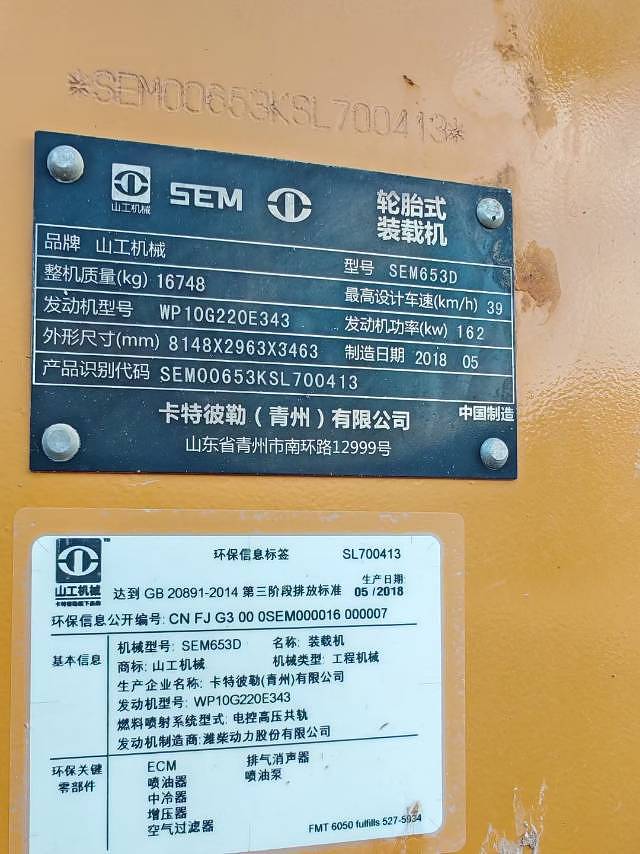 *SEM00653KSL700413*
山工机械 SEM 轮胎式
装载机
品牌 山工机械 型号 SEM653D
整机质量(kg) 16748 最高设计车速(km/h) 39
发动机型号 WP10G220E343 发动机功率(kw) 162
外形尺寸(mm) 8148X2963X3463 制造日期 2018 05
产品识别代码 SEM00653KSL700413
卡特彼勒(青州)有限公司 中国制造
山东省青州市南环路12999号
环保信息标签 SL700413
山工机械
卡特彼勒旗下品牌
达到 GB 20891-2014 第三阶段排放标准
生产日期
05/2018
环保信息公开编号: CN FJ G3 00 0SEM000016 000007
基本信息
机械型号: SEM653D 名称: 装载机
商标: 山工机械 机械类型: 工程机械
生产企业名称: 卡特彼勒(青州)有限公司
发动机型号: WP10G220E343
燃料喷射系统型式: 电控高压共轨
发动机制造商: 潍柴动力股份有限公司
环保关键
零部件
ECM 排气消声器
喷油器 喷油泵
中冷器
增压器
空气过滤器
FMT 6050 fulfills 527-5934